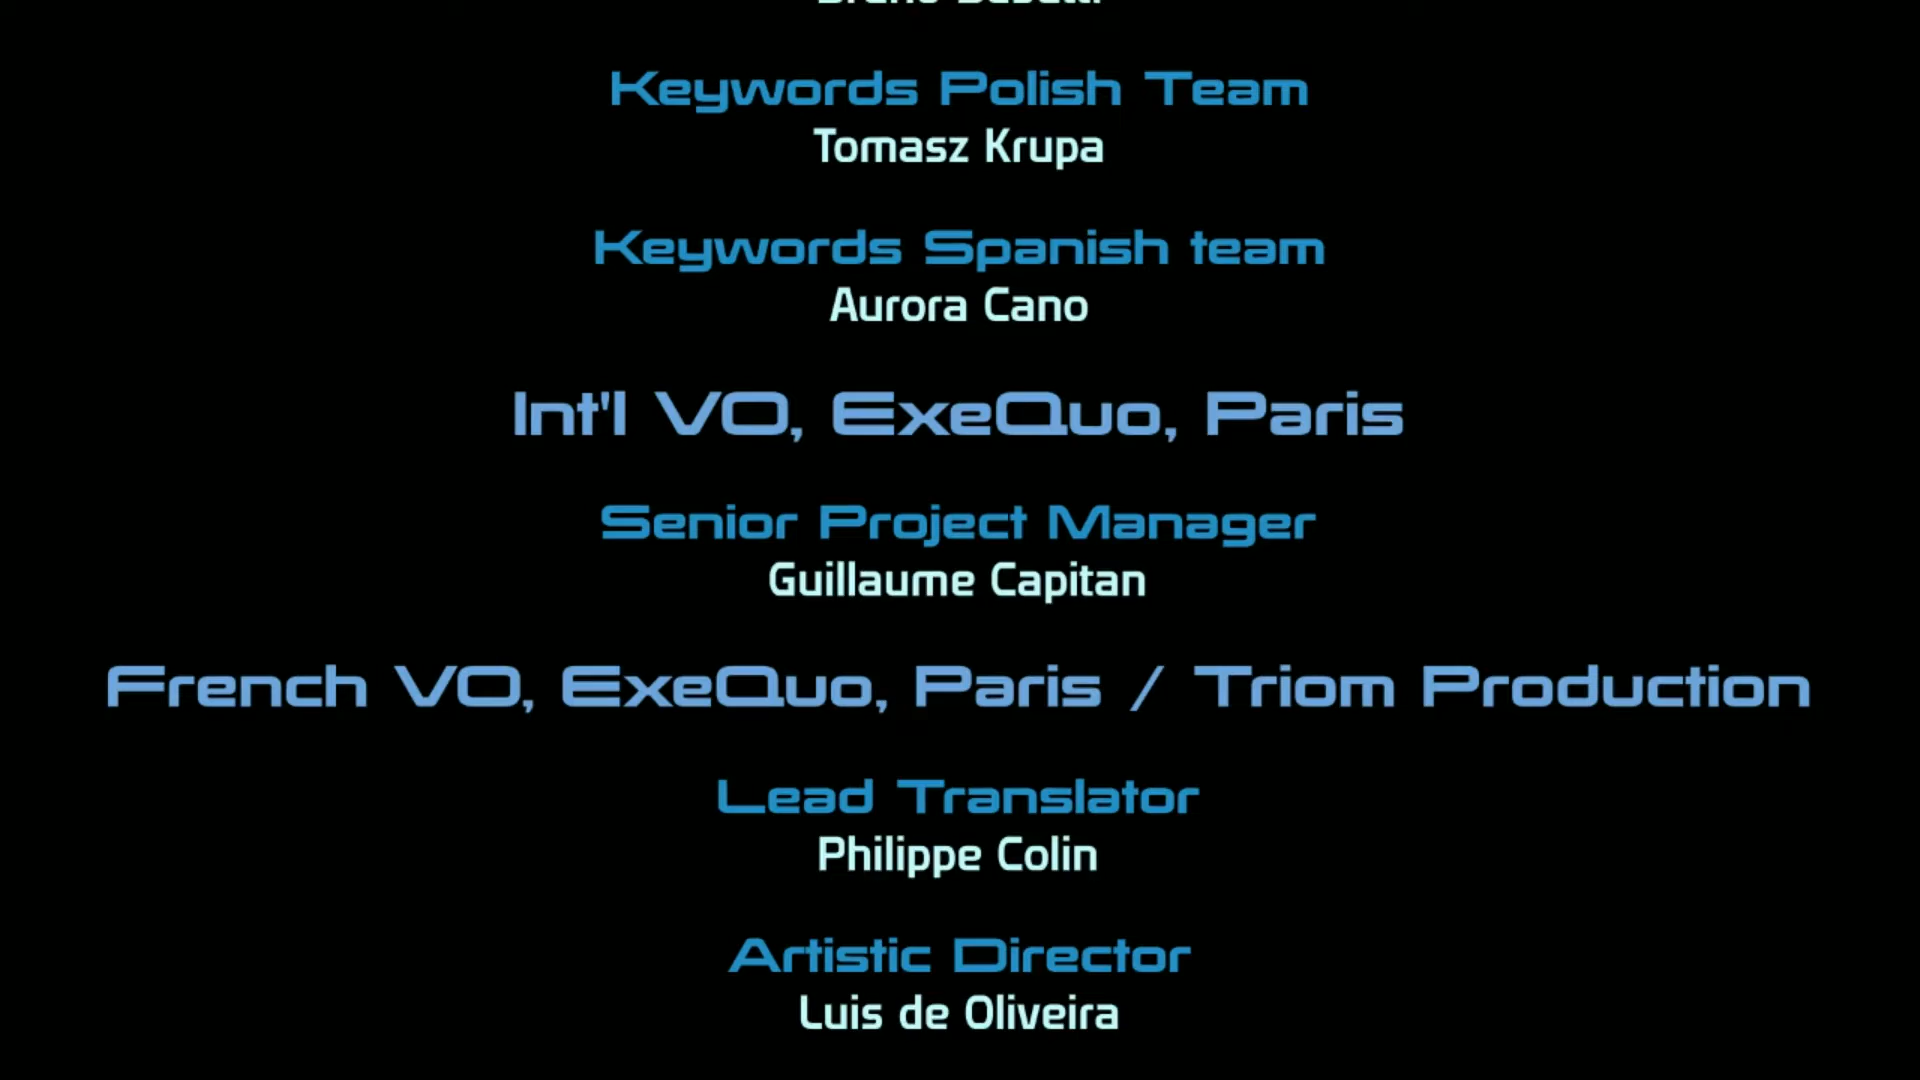 Keywords Polish Team
Tomasz Krupa
Keywords Spanish team
Aurora Cano
Int'l VO, ExeQuo, Paris
Senior Project Manager
Guillaume Capitan
French VO, ExeQuo, Paris / Triom Production
Lead Translator
Philippe Colin
Artistic Director
Luis de Oliveira